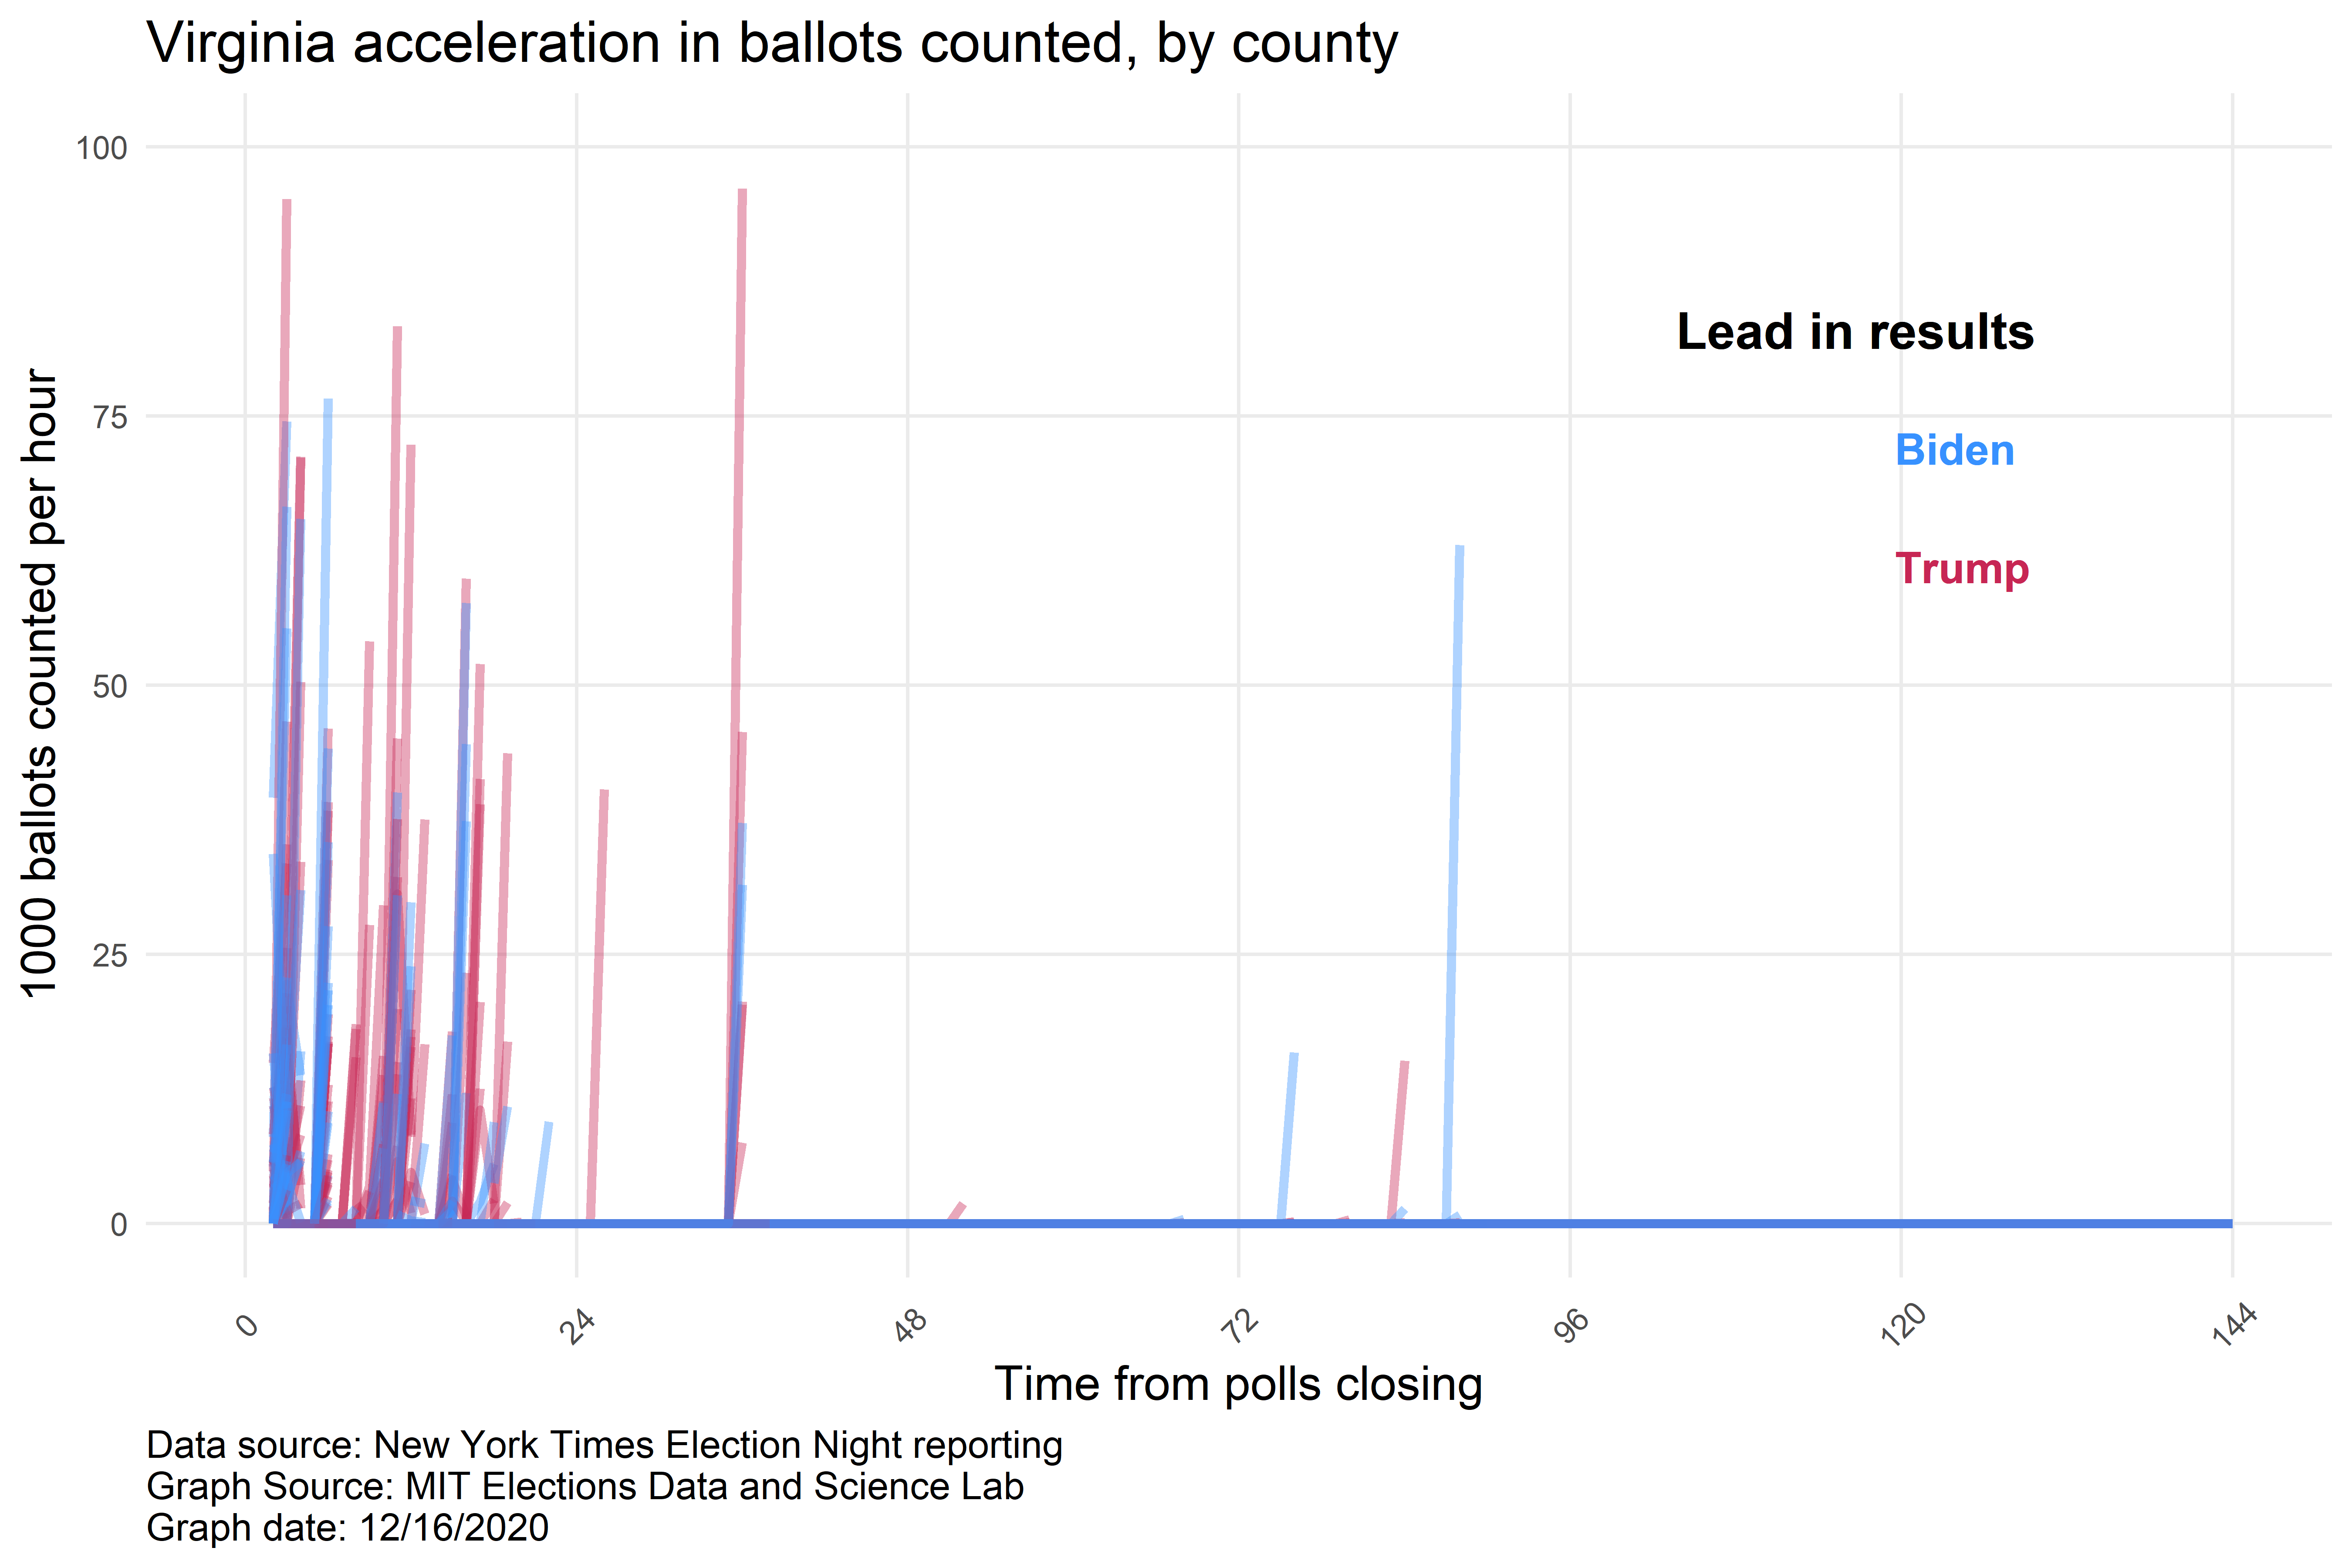 Virginia acceleration in ballots counted, by county
1000 ballots counted per hour
100
75
50
25
0
Lead in results
Biden
Trump
0
24
48
72
96
120
144
Time from polls closing
Data source: New York Times Election Night reporting
Graph Source: MIT Elections Data and Science Lab
Graph date: 12/16/2020